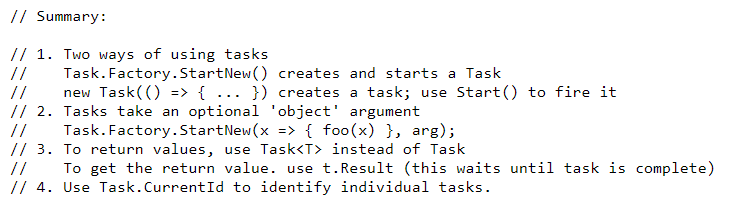 // Summary:
// 1. Two ways of using tasks
//    Task.Factory.StartNew() creates and starts a Task
//    new Task(() => { ... }) creates a task; use Start() to fire it
// 2. Tasks take an optional 'object' argument
//    Task.Factory.StartNew(x => { foo(x) }, arg);
// 3. To return values, use Task<T> instead of Task
//    To get the return value. use t.Result (this waits until task is complete)
// 4. Use Task.CurrentId to identify individual tasks.